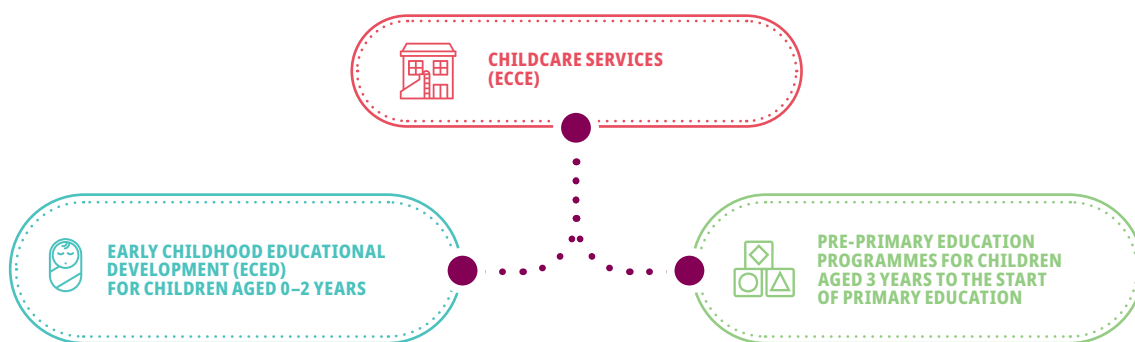 CHILDCARE SERVICES
(ECCE)
EARLY CHILDHOOD EDUCATIONAL
DEVELOPMENT (ECED)
FOR CHILDREN AGED 0–2 YEARS
PRE-PRIMARY EDUCATION
PROGRAMMES FOR CHILDREN
AGED 3 YEARS TO THE START
OF PRIMARY EDUCATION